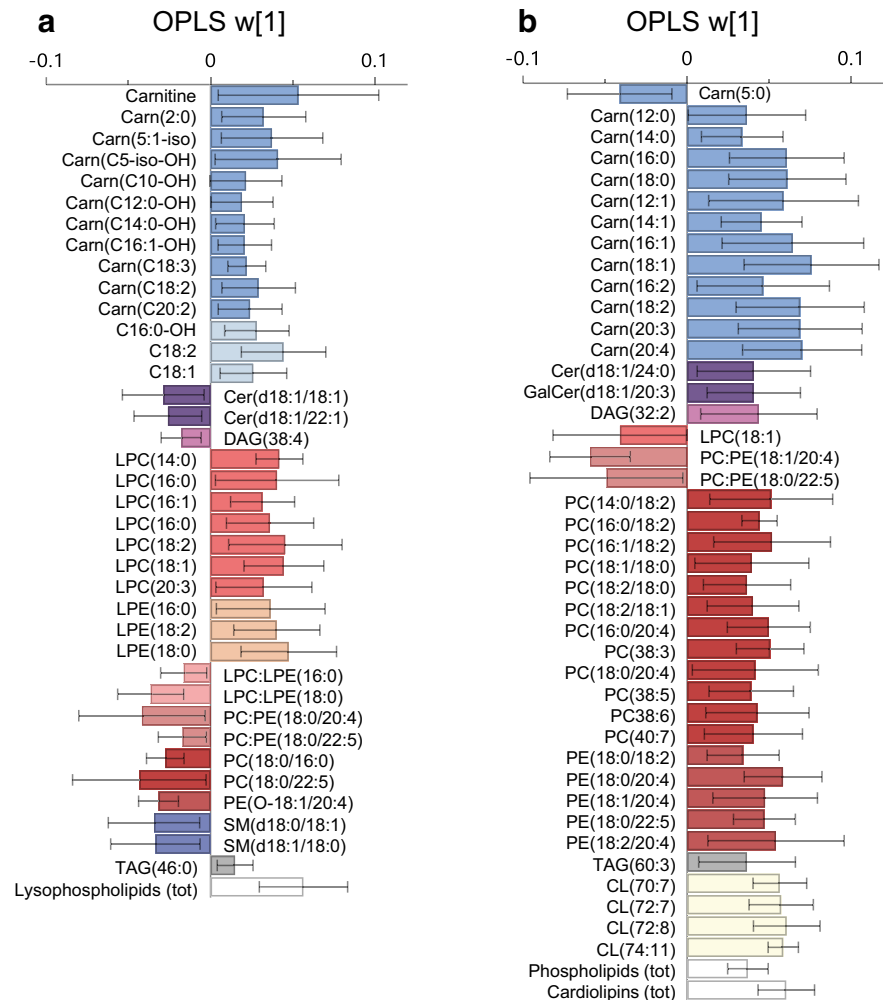 a
OPLS w[1]
-0.1 0 0.1
Carnitine
Carn(2:0)
Carn(5:1-iso)
Carn(C5-iso-OH)
Carn(C10-OH)
Carn(C12:0-OH)
Carn(C14:0-OH)
Carn(C16:1-OH)
Carn(C18:3)
Carn(C18:2)
Carn(C20:2)
C16:0-OH
C18:2
C18:1
Cer(d18:1/18:1)
Cer(d18:1/22:1)
DAG(38:4)
LPC(14:0)
LPC(16:0)
LPC(16:1)
LPC(16:0)
LPC(18:2)
LPC(18:1)
LPC(20:3)
LPE(16:0)
LPE(18:2)
LPE(18:0)
LPC:LPE(16:0)
LPC:LPE(18:0)
PC:PE(18:0/20:4)
PC:PE(18:0/22:5)
PC(18:0/16:0)
PC(18:0/22:5)
PE(O-18:1/20:4)
SM(d18:0/18:1)
SM(d18:1/18:0)
TAG(46:0)
Lysophospholipids (tot)
b
OPLS w[1]
-0.1 0 0.1
Carn(5:0)
Carn(12:0)
Carn(14:0)
Carn(16:0)
Carn(18:0)
Carn(12:1)
Carn(14:1)
Carn(16:1)
Carn(18:1)
Carn(16:2)
Carn(18:2)
Carn(20:3)
Carn(20:4)
Cer(d18:1/24:0)
GalCer(d18:1/20:3)
DAG(32:2)
LPC(18:1)
PC:PE(18:1/20:4)
PC:PE(18:0/22:5)
PC(14:0/18:2)
PC(16:0/18:2)
PC(16:1/18:2)
PC(18:1/18:0)
PC(18:2/18:0)
PC(18:2/18:1)
PC(16:0/20:4)
PC(38:3)
PC(18:0/20:4)
PC(38:5)
PC38:6)
PC(40:7)
PE(18:0/18:2)
PE(18:0/20:4)
PE(18:1/20:4)
PE(18:0/22:5)
PE(18:2/20:4)
TAG(60:3)
CL(70:7)
CL(72:7)
CL(72:8)
CL(74:11)
Phospholipids (tot)
Cardiolipins (tot)